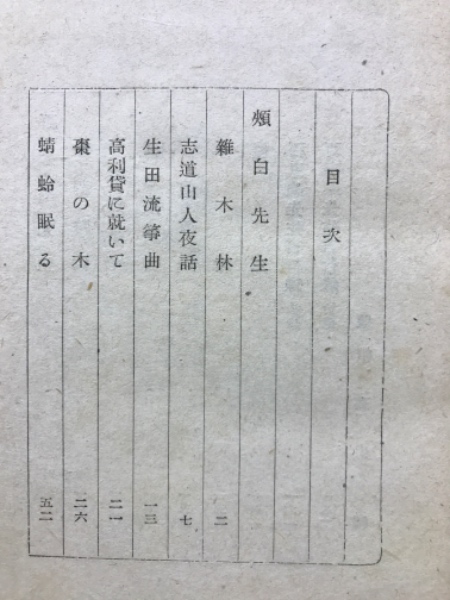 目次
頰白先生
雜木林 二
志道山人夜話 七
生田流箏曲 一三
高利貸に就いて 二一
棗の木 二六
蜻蛉眠る 五二